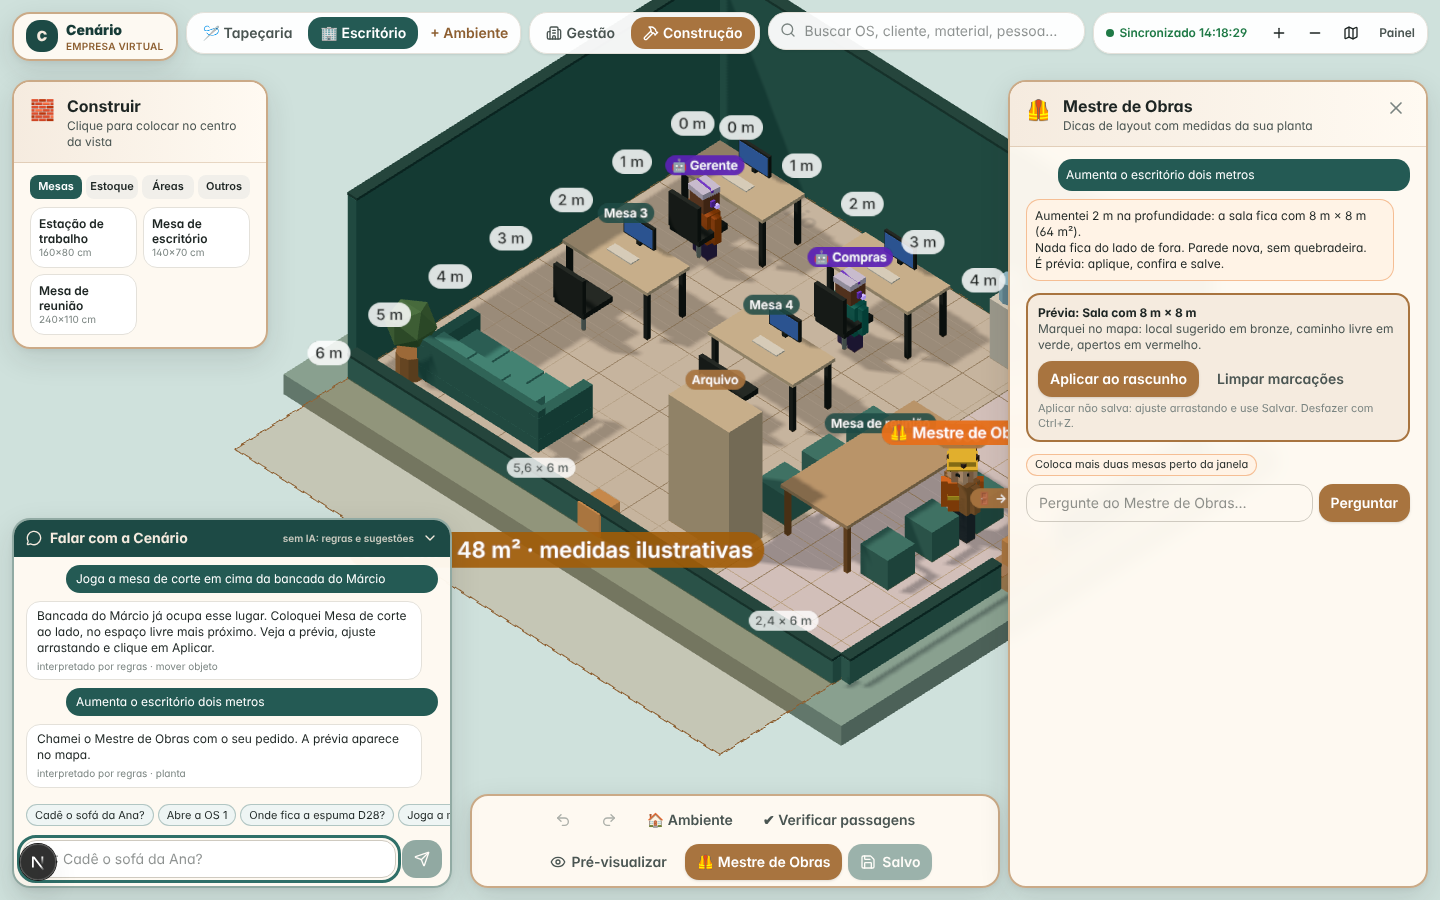 C
Cenário
EMPRESA VIRTUAL
Tapeçaria
Escritório
+ Ambiente
Gestão
Construção
Buscar OS, cliente, material, pessoa...
Sincronizado 14:18:29
Painel
Construir
Clique para colocar no centro
da vista
Mesas
Estoque
Áreas
Outros
Estação de
trabalho
160×80 cm
Mesa de
escritório
140×70 cm
Mesa de
reunião
240×110 cm
0 m
0 m
1 m
Gerente
1 m
2 m
Mesa 3
2 m
3 m
3 m
Compras
4 m
4 m
5 m
Mesa 4
6 m
Arquivo
Mesa de
Mestre de Ob
5,6 × 6 m
48 m² · medidas ilustrativas
2,4 × 6 m
Mestre de Obras
Dicas de layout com medidas da sua planta
Aumenta o escritório dois metros
Aumentei 2 m na profundidade: a sala fica com 8 m × 8 m
(64 m²).
Nada fica do lado de fora. Parede nova, sem quebradeira.
É prévia: aplique, confira e salve.
Prévia: Sala com 8 m × 8 m
Marquei no mapa: local sugerido em bronze, caminho livre em
verde, apertos em vermelho.
Aplicar ao rascunho
Limpar marcações
Aplicar não salva: ajuste arrastando e use Salvar. Desfazer com
Ctrl+Z.
Coloca mais duas mesas perto da janela
Pergunte ao Mestre de Obras...
Perguntar
Falar com a Cenário
sem IA: regras e sugestões
Joga a mesa de corte em cima da bancada do Márcio
Bancada do Márcio já ocupa esse lugar. Coloquei Mesa de corte
ao lado, no espaço livre mais próximo. Veja a prévia, ajuste
arrastando e clique em Aplicar.
interpretado por regras · mover objeto
Aumenta o escritório dois metros
Chamei o Mestre de Obras com o seu pedido. A prévia aparece
no mapa.
interpretado por regras · planta
Cadê o sofá da Ana?
Abre a OS 1
Onde fica a espuma D28?
Joga a
N
Cadê o sofá da Ana?
Ambiente
Verificar passagens
Pré-visualizar
Mestre de Obras
Salvo